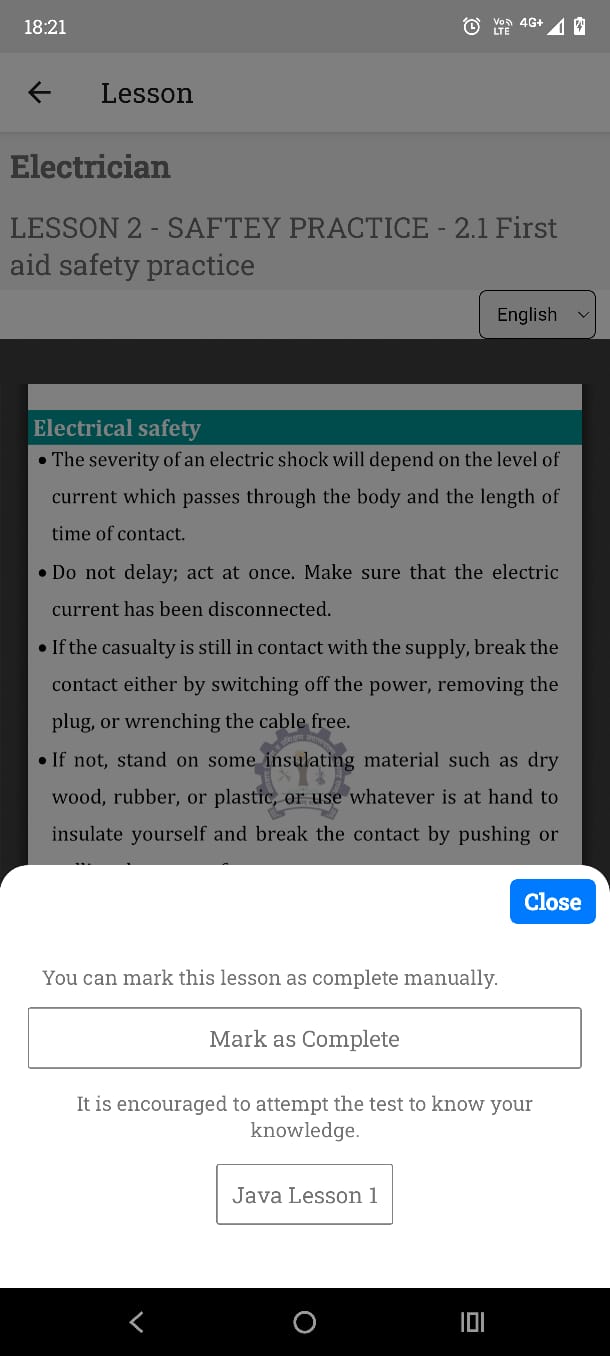 18:21
Vo))
LTE
4G+
Lesson
Electrician
LESSON 2 - SAFTEY PRACTICE - 2.1 First
aid safety practice
English
Electrical safety
• The severity of an electric shock will depend on the level of
current which passes through the body and the length of
time of contact.
• Do not delay; act at once. Make sure that the electric
current has been disconnected.
• If the casualty is still in contact with the supply, break the
contact either by switching off the power, removing the
plug, or wrenching the cable free.
• If not, stand on some insulating material such as dry
wood, rubber, or plastic, or use whatever is at hand to
insulate yourself and break the contact by pushing or
Close
You can mark this lesson as complete manually.
Mark as Complete
It is encouraged to attempt the test to know your
knowledge.
Java Lesson 1